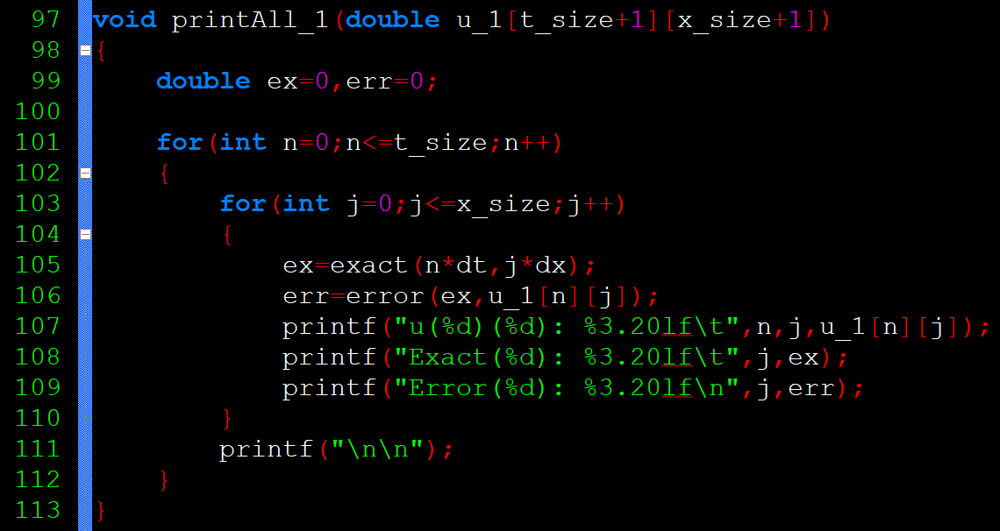 97 void printAll_1(double u_1[t_size+1][x_size+1])
98 {
99     double ex=0,err=0;
100
101     for(int n=0;n<=t_size;n++)
102     {
103         for(int j=0;j<=x_size;j++)
104         {
105             ex=exact(n*dt,j*dx);
106             err=error(ex,u_1[n][j]);
107             printf("u(%d)(%d): %3.20lf\t",n,j,u_1[n][j]);
108             printf("Exact(%d): %3.20lf\t",j,ex);
109             printf("Error(%d): %3.20lf\n",j,err);
110         }
111         printf("\n\n");
112     }
113 }